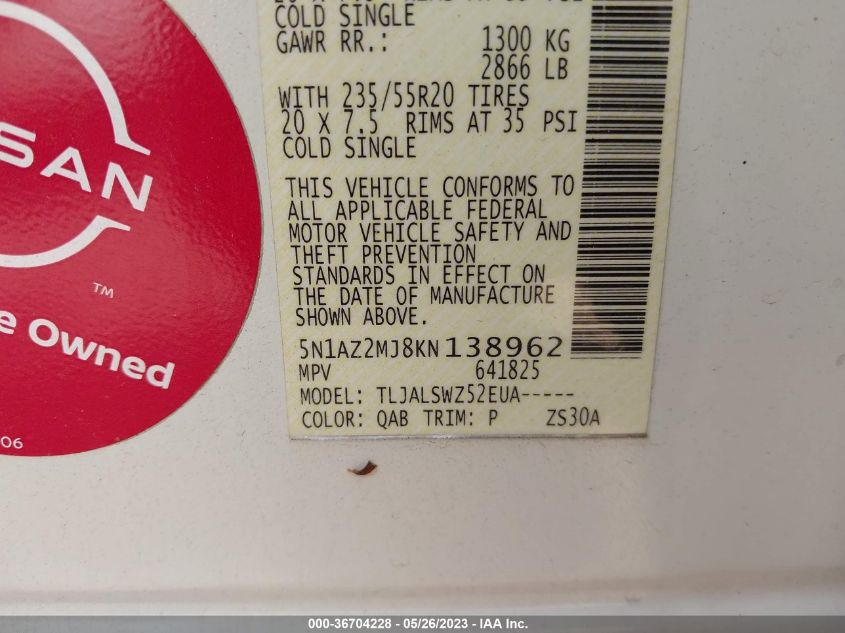 COLD SINGLE
GAWR RR.: 1300 KG
2866 LB
WITH 235/55R20 TIRES
20 X 7.5 RIMS AT 35 PSI
COLD SINGLE
THIS VEHICLE CONFORMS TO
ALL APPLICABLE FEDERAL
MOTOR VEHICLE SAFETY AND
THEFT PREVENTION
STANDARDS IN EFFECT ON
THE DATE OF MANUFACTURE
SHOWN ABOVE.
5N1AZ2MJ8KN138962
MPV 641825
MODEL: TLJALSWZ52EUA-----
COLOR: QAB TRIM: P ZS30A
SSAN
TM
e Owned
06
000-36704228 - 05/26/2023 - IAA Inc.